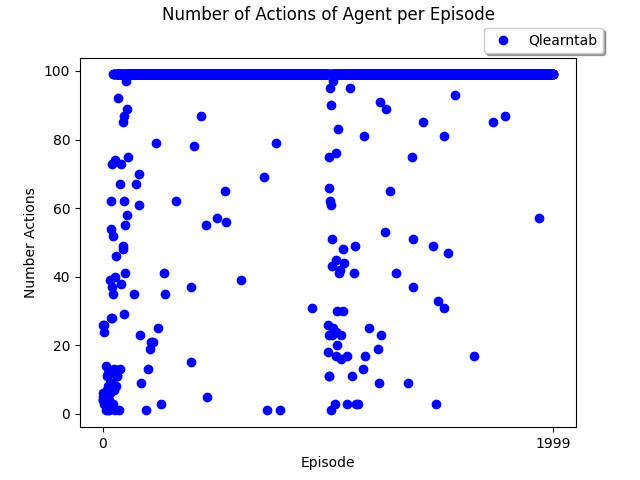 Number of Actions of Agent per Episode
Qlearntab
100
80
60
40
20
0
Number Actions
0
1999
Episode